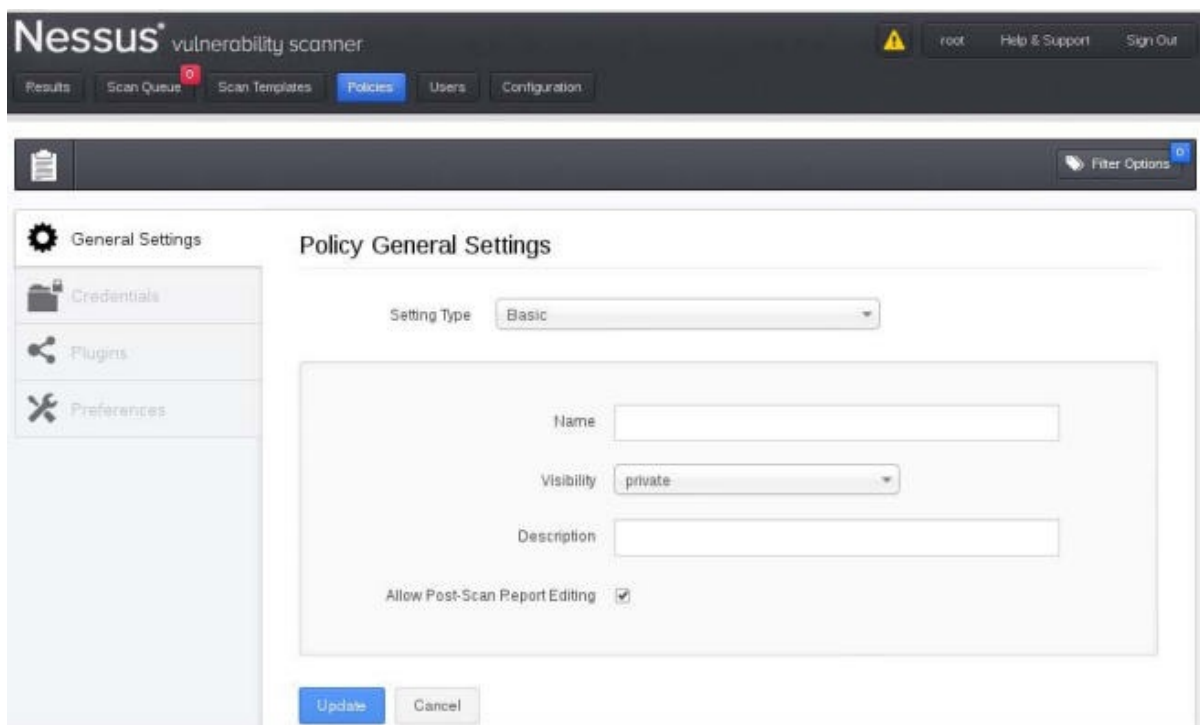 Nessus® vulnerability scanner
root Help & Support Sign Out
Results Scan Queue 0 Scan Templates Policies Users Configuration
Filter Options 0
General Settings
Credentials
Plugins
Preferences
Policy General Settings
Setting Type Basic
Name
Visibility private
Description
Allow Post-Scan Report Editing
Update Cancel